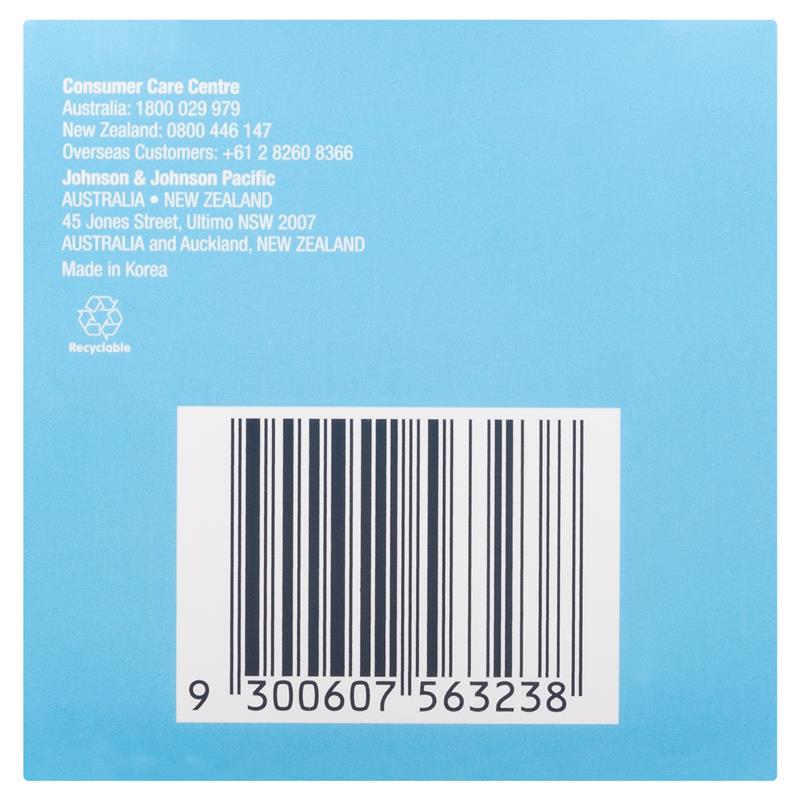 Consumer Care Centre
Australia: 1800 029 979
New Zealand: 0800 446 147
Overseas Customers: +61 2 8260 8366
Johnson & Johnson Pacific
AUSTRALIA • NEW ZEALAND
45 Jones Street, Ultimo NSW 2007
AUSTRALIA and Auckland, NEW ZEALAND
Made in Korea
Recyclable
9 300607 563238